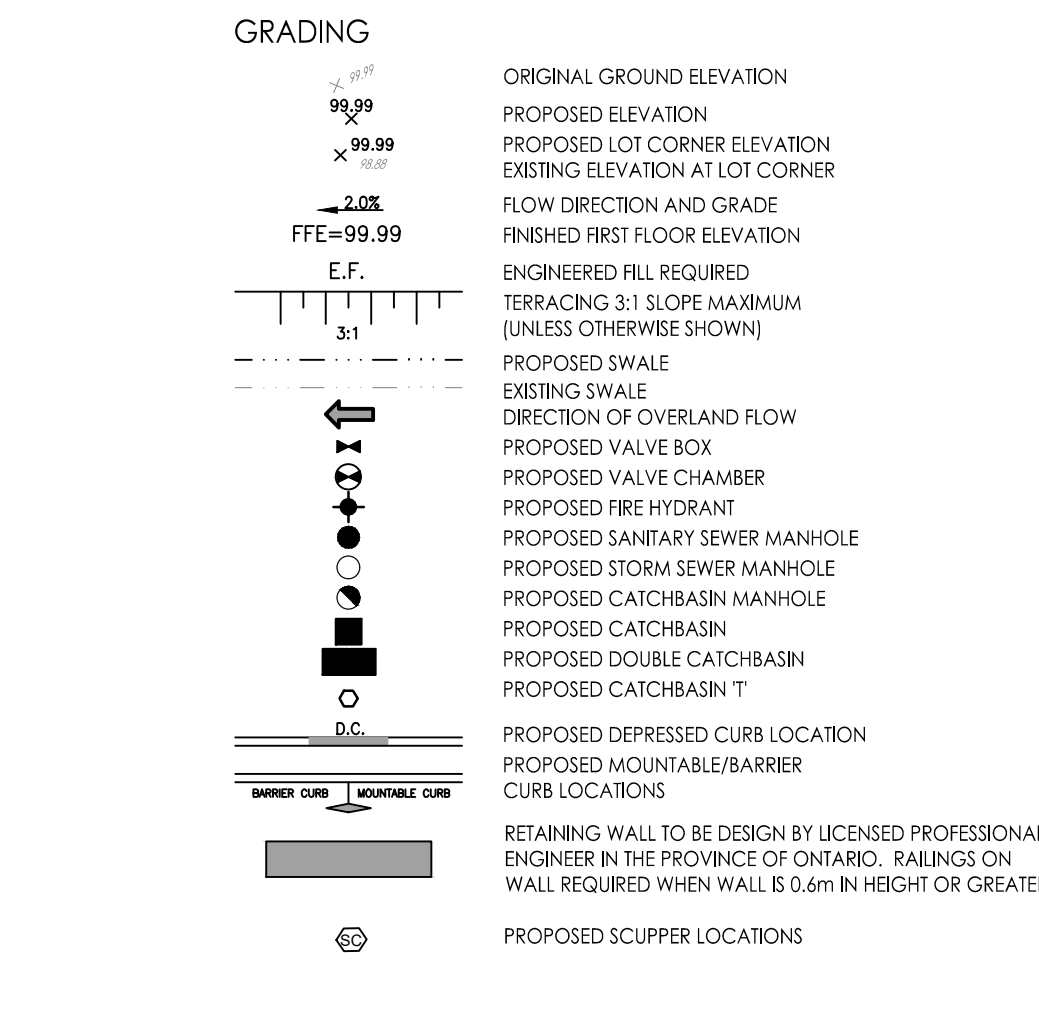 GRADING
99.99 ORIGINAL GROUND ELEVATION
99.99 PROPOSED ELEVATION
99.99 PROPOSED LOT CORNER ELEVATION
98.88 EXISTING ELEVATION AT LOT CORNER
2.0% FLOW DIRECTION AND GRADE
FFE=99.99 FINISHED FIRST FLOOR ELEVATION
E.F. ENGINEERED FILL REQUIRED
TERRACING 3:1 SLOPE MAXIMUM
3:1 (UNLESS OTHERWISE SHOWN)
PROPOSED SWALE
EXISTING SWALE
DIRECTION OF OVERLAND FLOW
PROPOSED VALVE BOX
PROPOSED VALVE CHAMBER
PROPOSED FIRE HYDRANT
PROPOSED SANITARY SEWER MANHOLE
PROPOSED STORM SEWER MANHOLE
PROPOSED CATCHBASIN MANHOLE
PROPOSED CATCHBASIN
PROPOSED DOUBLE CATCHBASIN
PROPOSED CATCHBASIN 'T'
D.C. PROPOSED DEPRESSED CURB LOCATION
PROPOSED MOUNTABLE/BARRIER
BARRIER CURB MOUNTABLE CURB CURB LOCATIONS
RETAINING WALL TO BE DESIGN BY LICENSED PROFESSIONAL
ENGINEER IN THE PROVINCE OF ONTARIO. RAILINGS ON
WALL REQUIRED WHEN WALL IS 0.6m IN HEIGHT OR GREATE
SC PROPOSED SCUPPER LOCATIONS